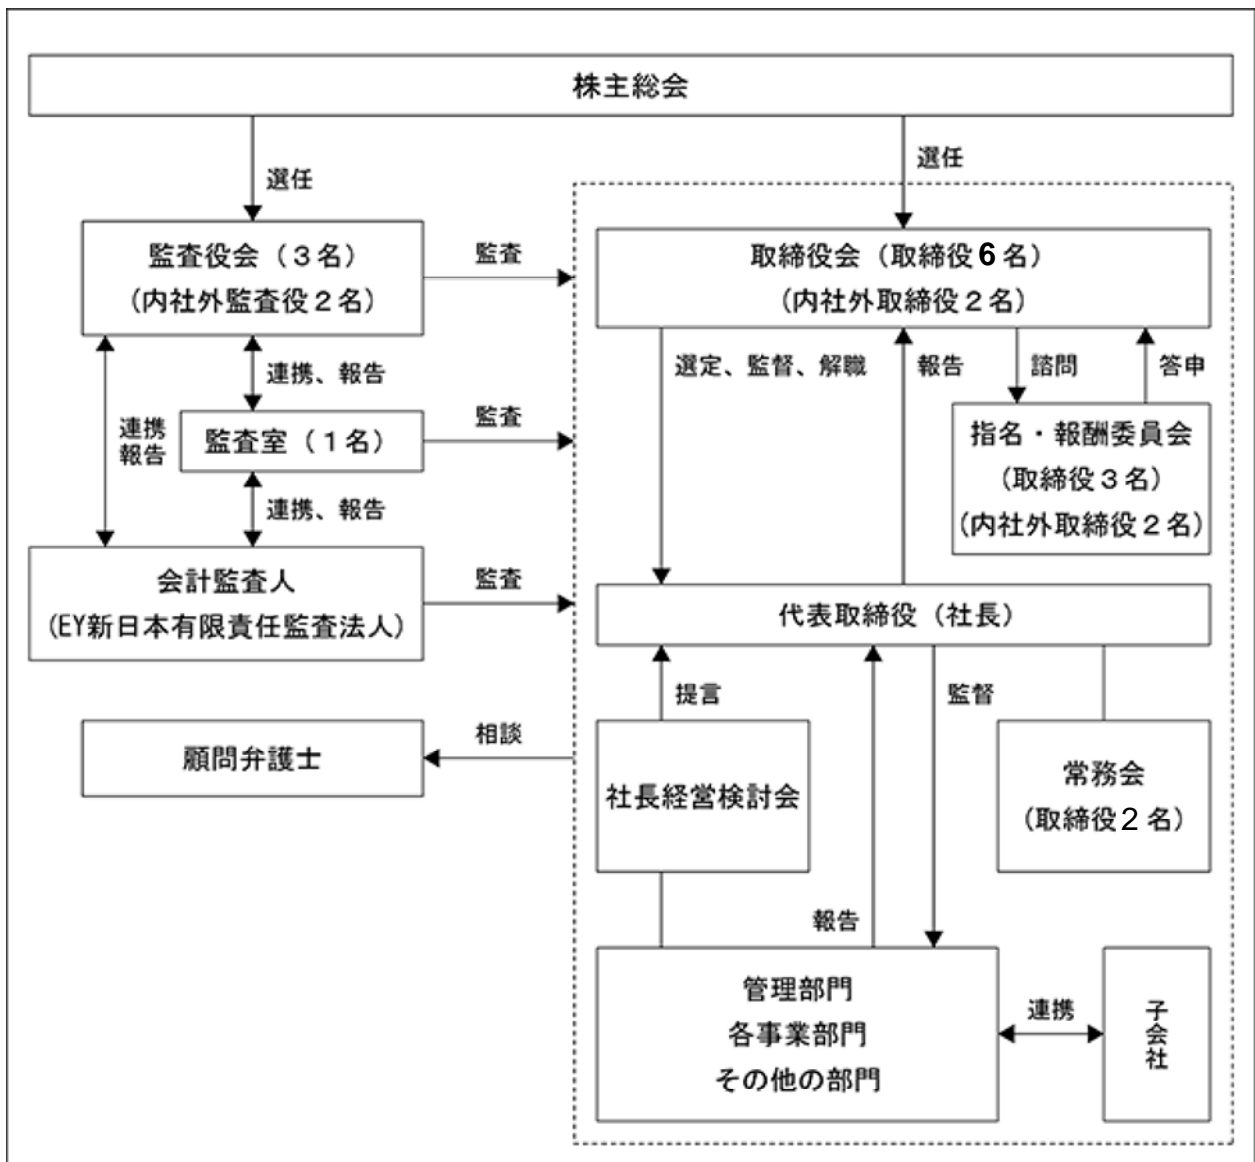 株主総会
選任
選任
監査役会（３名）
（内社外監査役２名）
監査
取締役会（取締役６名）
（内社外取締役２名）
連携、報告
選定、監督、解職
報告
諮問
答申
連携
報告
監査室（１名）
監査
指名・報酬委員会
（取締役３名）
（内社外取締役２名）
連携、報告
会計監査人
（EY新日本有限責任監査法人）
監査
代表取締役（社長）
提言
監督
顧問弁護士
相談
社長経営検討会
常務会
（取締役２名）
報告
管理部門
各事業部門
その他の部門
連携
子会社